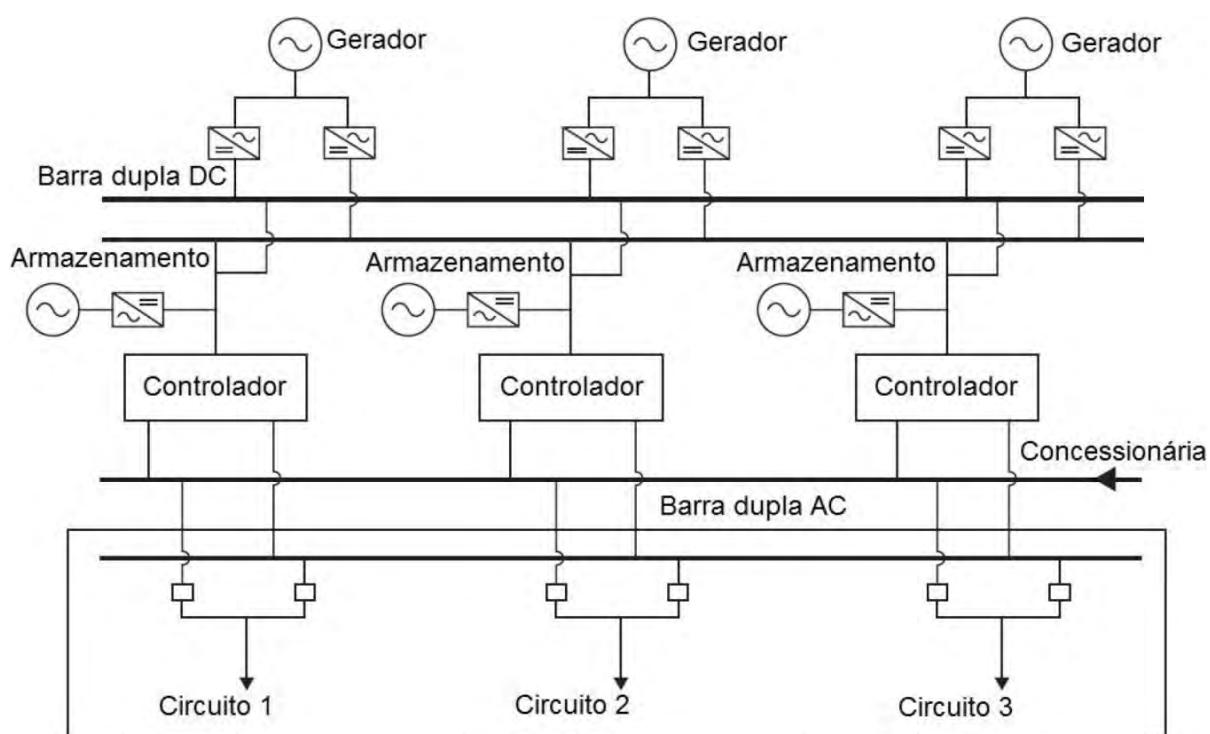 Gerador
Gerador
Gerador
Barra dupla DC
Armazenamento
Armazenamento
Armazenamento
Controlador
Controlador
Controlador
Concessionária
Barra dupla AC
Circuito 1
Circuito 2
Circuito 3